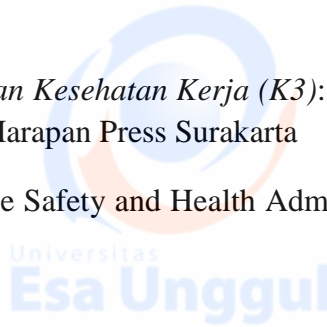 an Kesehatan Kerja (K3):
Harapan Press Surakarta
e Safety and Health Adm
Universitas
Esa Unggul